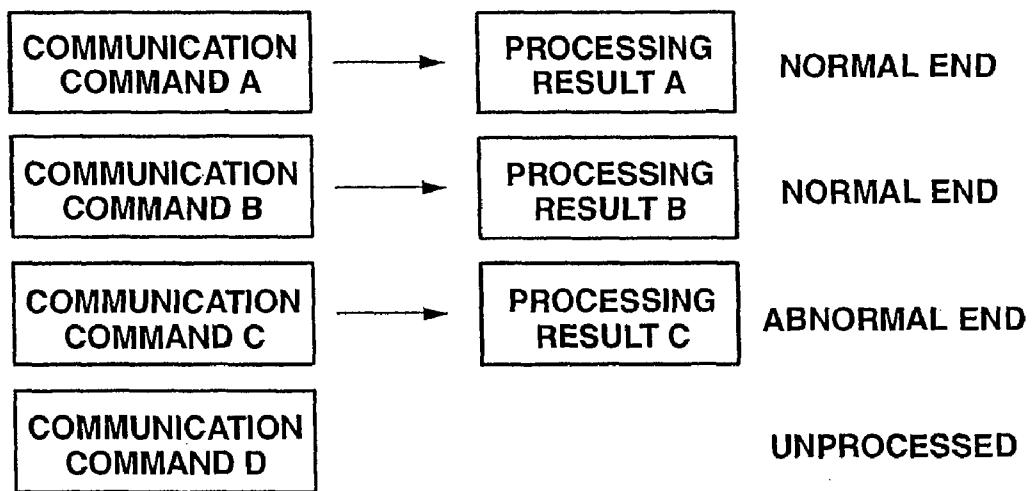 COMMUNICATION
COMMAND A
PROCESSING
RESULT A
NORMAL END
COMMUNICATION
COMMAND B
PROCESSING
RESULT B
NORMAL END
COMMUNICATION
COMMAND C
PROCESSING
RESULT C
ABNORMAL END
COMMUNICATION
COMMAND D
UNPROCESSED